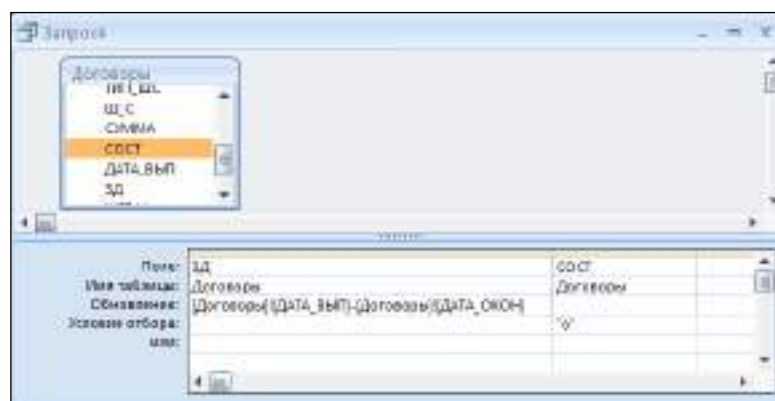 Договоры
Ш_С
СУММА
СОСТ
ДАТА_ВЫП
ЗД
Поле: ЗД СОСТ
Имя таблицы: Договоры Договоры
Обновление: [Договоры]![ДАТА_ВЫП]-[Договоры]![ДАТА_ОКОН]
Условие отбора:
или: